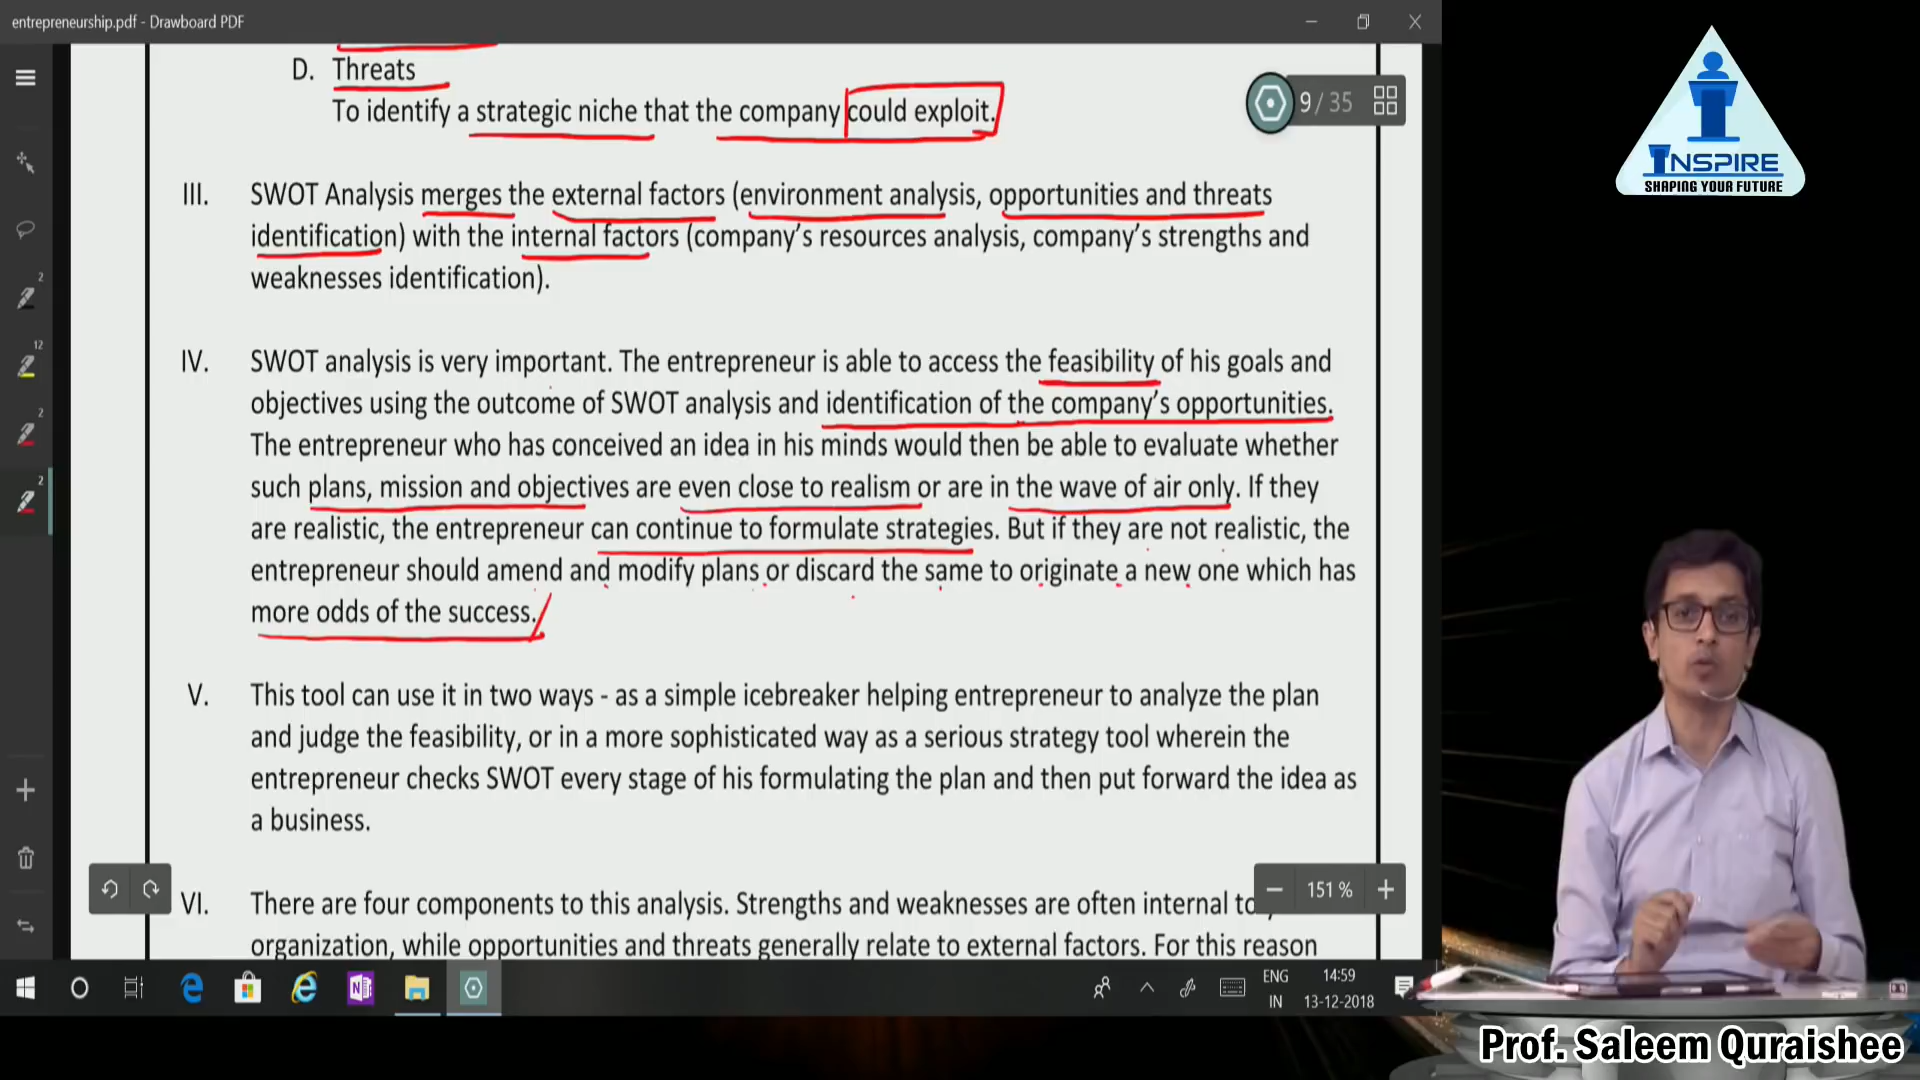 entrepreneurship.pdf - Drawboard PDF
D. Threats
To identify a strategic niche that the company could exploit.
9 / 35
INSPIRE
SHAPING YOUR FUTURE
III. SWOT Analysis merges the external factors (environment analysis, opportunities and threats
identification) with the internal factors (company's resources analysis, company's strengths and
weaknesses identification).
IV. SWOT analysis is very important. The entrepreneur is able to access the feasibility of his goals and
objectives using the outcome of SWOT analysis and identification of the company's opportunities.
The entrepreneur who has conceived an idea in his minds would then be able to evaluate whether
such plans, mission and objectives are even close to realism or are in the wave of air only. If they
are realistic, the entrepreneur can continue to formulate strategies. But if they are not realistic, the
entrepreneur should amend and modify plans or discard the same to originate a new one which has
more odds of the success.
V. This tool can use it in two ways - as a simple icebreaker helping entrepreneur to analyze the plan
and judge the feasibility, or in a more sophisticated way as a serious strategy tool wherein the
entrepreneur checks SWOT every stage of his formulating the plan and then put forward the idea as
a business.
VI. There are four components to this analysis. Strengths and weaknesses are often internal to
organization, while opportunities and threats generally relate to external factors. For this reason
2
12
2
2
151 %
ENG
IN
14:59
13-12-2018
Prof. Saleem Quraishee